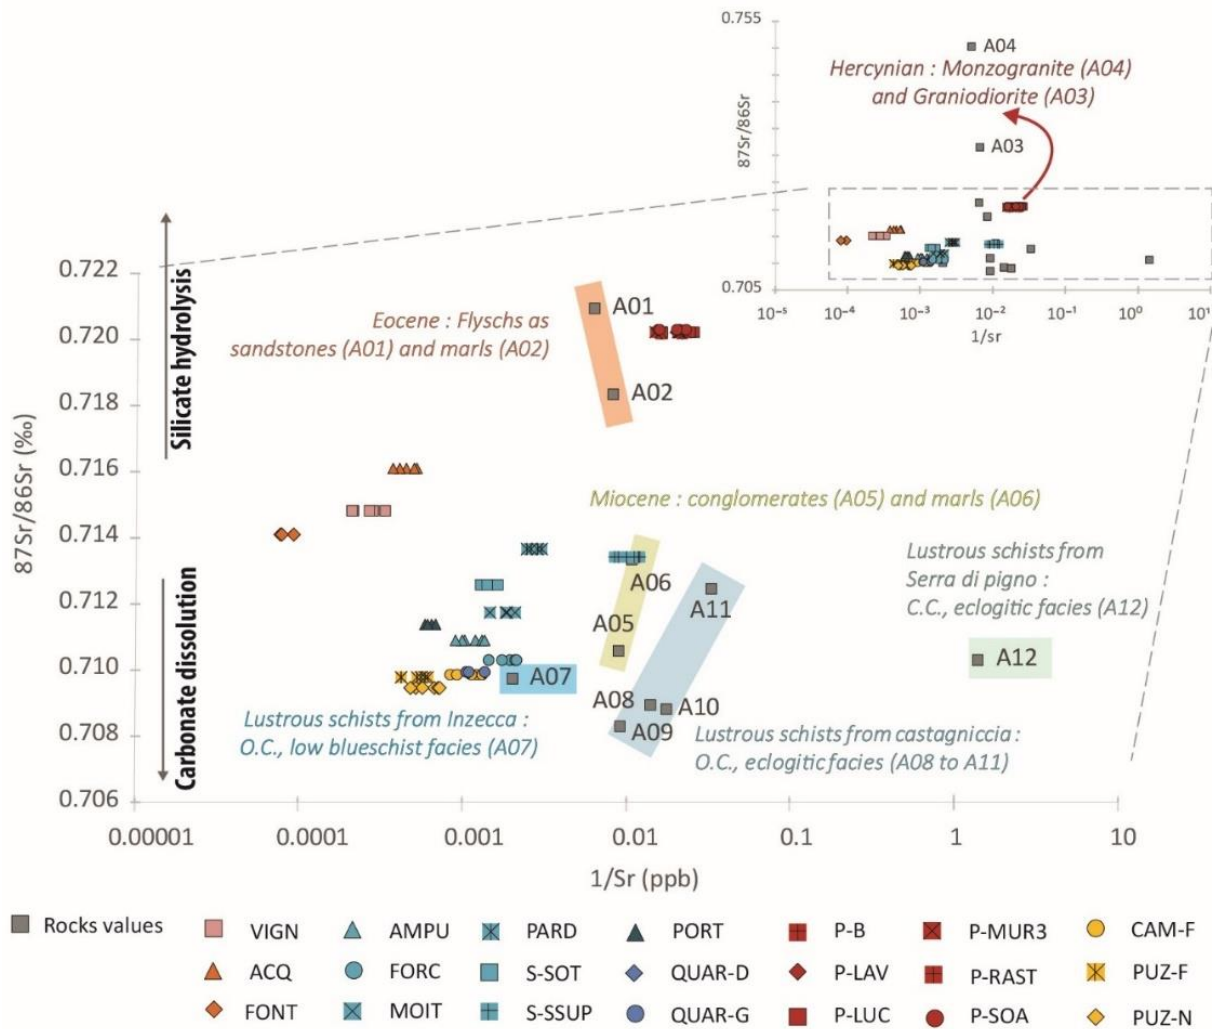 0.755
A04
Hercynian : Monzogranite (A04)
and Graniodiorite (A03)
87Sr/86Sr
A03
0.705
10⁻⁵ 10⁻⁴ 10⁻³ 10⁻² 10⁻¹ 10⁰ 10¹
1/sr
Silicate hydrolysis
Carbonate dissolution
87Sr/86Sr (‰)
0.722
0.720
0.718
0.716
0.714
0.712
0.710
0.708
0.706
A01
Eocene : Flyschs as
sandstones (A01) and marls (A02)
A02
Miocene : conglomerates (A05) and marls (A06)
A06
A05
A11
Lustrous schists from
Serra di pigno :
C.C., eclogitic facies (A12)
A12
A07
A08
A10
A09
Lustrous schists from Inzecca :
O.C., low blueschist facies (A07)
Lustrous schists from castagniccia :
O.C., eclogitic facies (A08 to A11)
0.00001 0.0001 0.001 0.01 0.1 1 10
1/Sr (ppb)
Rocks values VIGN AMPU PARD PORT P-B P-MUR3 CAM-F
ACQ FORC S-SOT QUAR-D P-LAV P-RAST PUZ-F
FONT MOIT S-SSUP QUAR-G P-LUC P-SOA PUZ-N